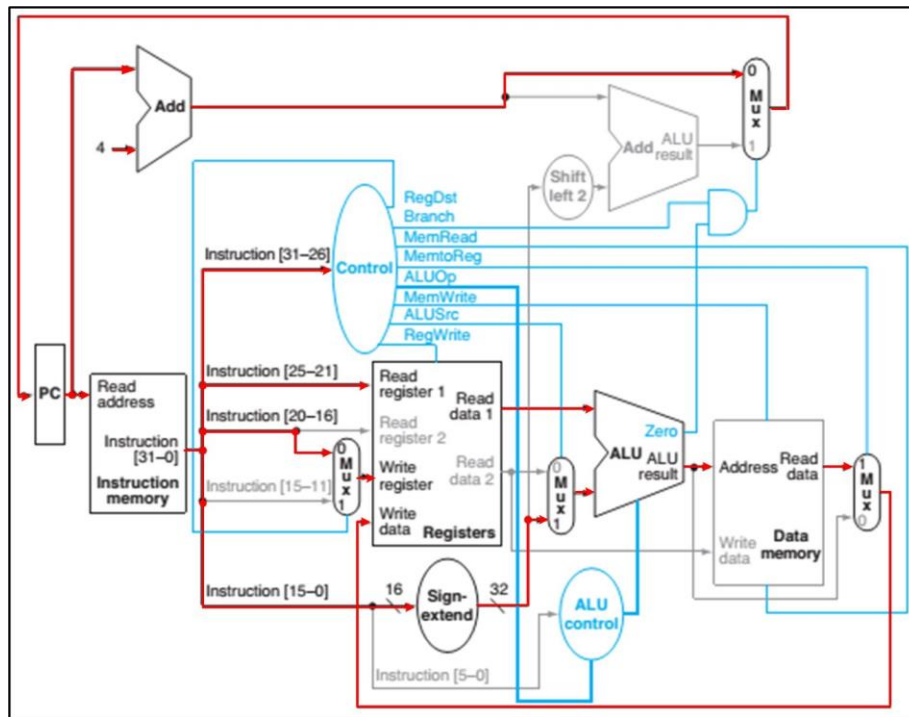 Add
4
0
Mux
1
Add
ALU
result
Shift
left 2
RegDst
Branch
MemRead
MemtoReg
ALUOp
MemWrite
ALUSrc
RegWrite
Control
Instruction [31–26]
Instruction [25–21]
Instruction [20–16]
Instruction [15–11]
Instruction [15–0]
PC
Read
address
Instruction
[31–0]
Instruction
memory
0
Mux
1
Read
register 1
Read
register 2
Write
register
Write
data
Read
data 1
Read
data 2
Registers
0
Mux
1
Zero
ALU
ALU
result
Address
Read
data
Write
data
Data
memory
1
Mux
0
16
Sign-
extend
32
ALU
control
Instruction [5–0]